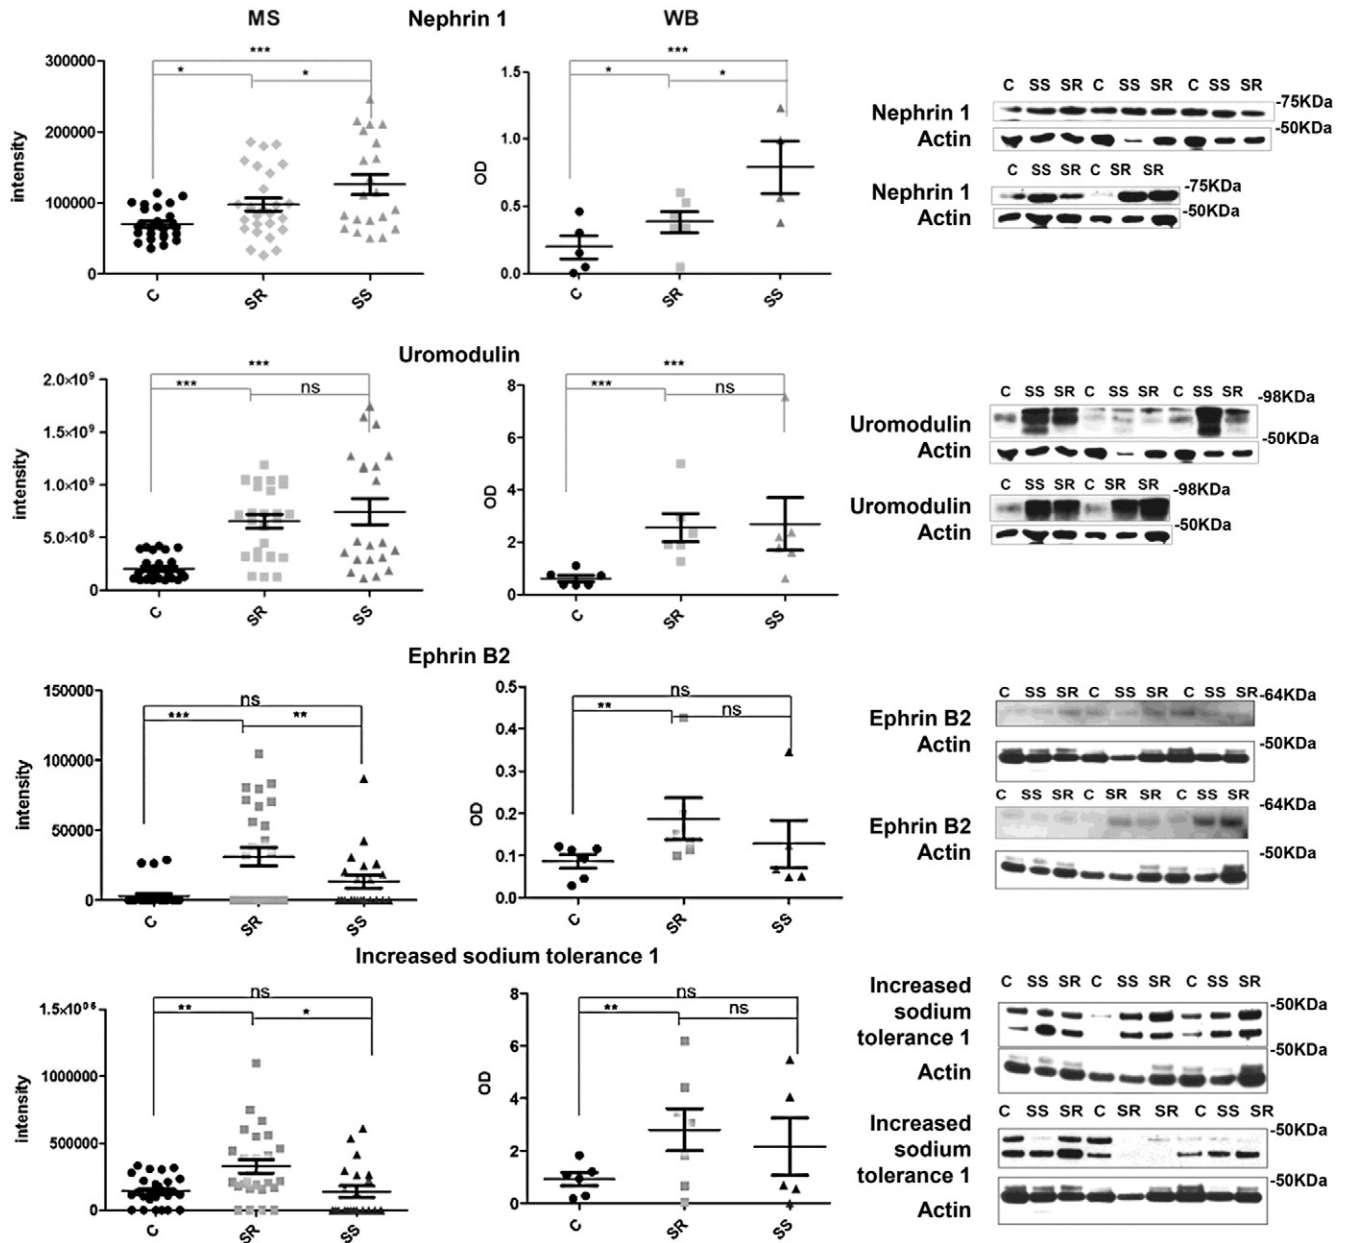 MS Nephrin 1 WB
*** 
* *
300000
200000
100000
0
intensity
C SR SS
***
* *
1.5
1.0
0.5
0.0
OD
C SR SS
C SS SR C SS SR C SS SR
Nephrin 1 -75KDa
Actin -50KDa
C SS SR C SR SR
Nephrin 1 -75KDa
Actin -50KDa
Uromodulin
***
*** ns
2.0×10⁹
1.5×10⁹
1.0×10⁹
5.0×10⁸
0
intensity
C SR SS
***
*** ns
8
6
4
2
0
OD
C SR SS
C SS SR C SS SR C SS SR
-98KDa
Uromodulin
Actin -50KDa
C SS SR C SR SR
-98KDa
Uromodulin
Actin -50KDa
Ephrin B2
ns
*** **
150000
100000
50000
0
intensity
C SR SS
ns
** ns
0.5
0.4
0.3
0.2
0.1
0.0
OD
C SR SS
C SS SR C SS SR C SS SR
-64KDa
Ephrin B2
Actin -50KDa
C SS SR C SR SR C SS SR
-64KDa
Ephrin B2
Actin -50KDa
Increased sodium tolerance 1
ns
** *
1000000
500000
0
intensity
C SR SS
ns
** ns
8
6
4
2
0
OD
C SR SS
C SS SR C SS SR C SS SR
Increased
sodium
tolerance 1
-50KDa
-50KDa
Actin
C SS SR C SR SR C SS SR
Increased
sodium
tolerance 1
-50KDa
-50KDa
Actin